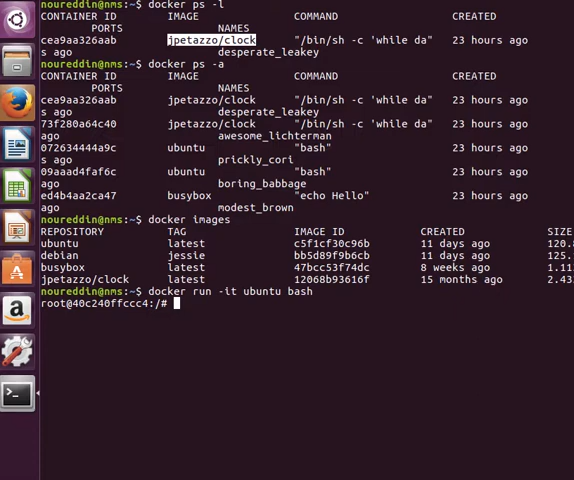 noureddin@nms:~$ docker ps -l
CONTAINER ID IMAGE COMMAND CREATED
PORTS NAMES
cea9aa326aab jpetazzo/clock "/bin/sh -c 'while da" 23 hours ago
s ago desperate_leakey
noureddin@nms:~$ docker ps -a
CONTAINER ID IMAGE COMMAND CREATED
PORTS NAMES
cea9aa326aab jpetazzo/clock "/bin/sh -c 'while da" 23 hours ago
s ago desperate_leakey
73f280a64c40 jpetazzo/clock "/bin/sh -c 'while da" 23 hours ago
ago awesome_lichterman
072634444a9c ubuntu "bash" 23 hours ago
s ago prickly_cori
09aaad4faf6c ubuntu "bash" 23 hours ago
ago boring_babbage
ed4b4aa2ca47 busybox "echo Hello" 23 hours ago
ago modest_brown
noureddin@nms:~$ docker images
REPOSITORY TAG IMAGE ID CREATED SIZE
ubuntu latest c5f1cf30c96b 11 days ago 120.8
debian jessie bb5d89f9b6cb 11 days ago 125.
busybox latest 47bcc53f74dc 8 weeks ago 1.113
jpetazzo/clock latest 12068b93616f 15 months ago 2.43
noureddin@nms:~$ docker run -it ubuntu bash
root@40c240ffccc4:/#